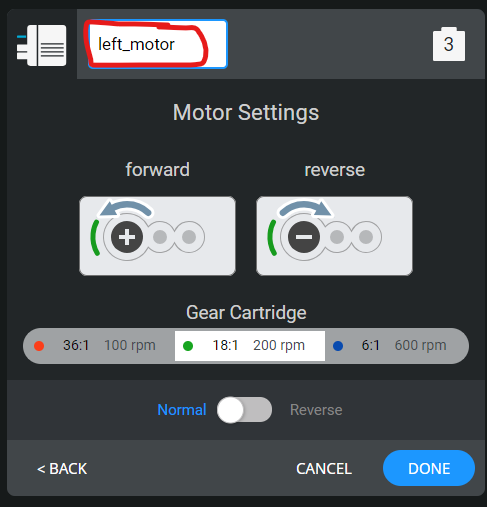 left_motor
3
Motor Settings
forward
reverse
+
−
Gear Cartridge
36:1 100 rpm 18:1 200 rpm 6:1 600 rpm
Normal Reverse
< BACK CANCEL DONE